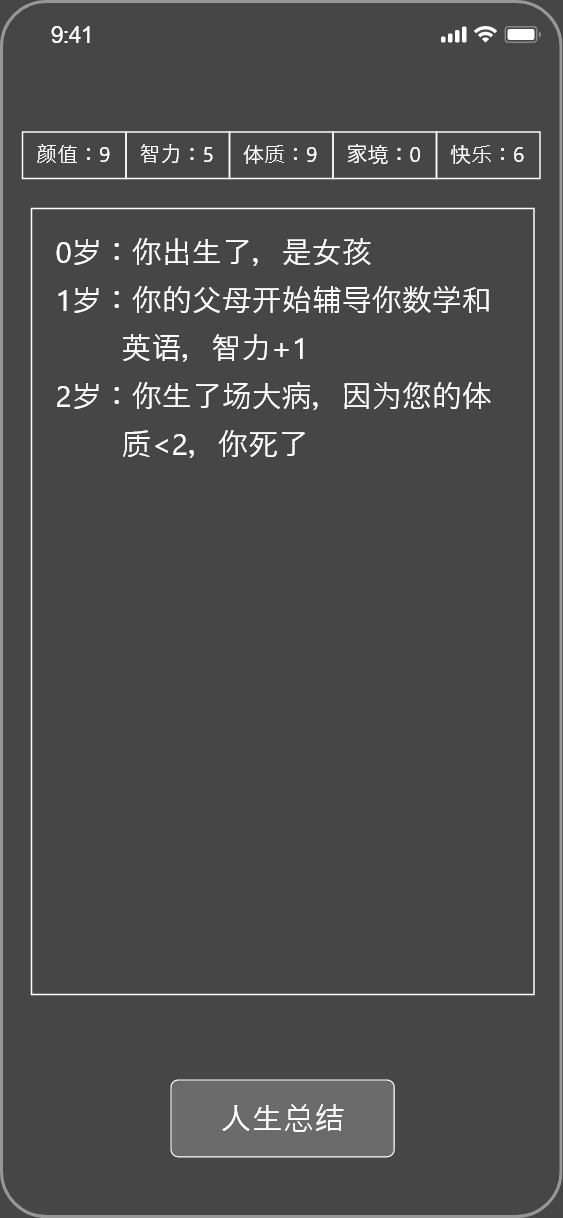 9:41
颜值：9 智力：5 体质：9 家境：0 快乐：6
0岁：你出生了，是女孩
1岁：你的父母开始辅导你数学和
英语，智力+1
2岁：你生了场大病，因为您的体
质<2，你死了
人生总结